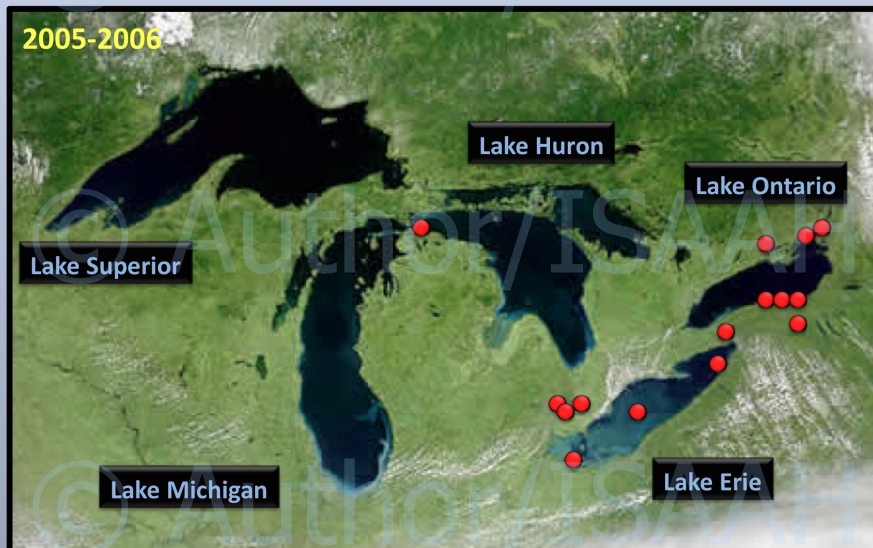 2005-2006
Lake Huron
Lake Ontario
Lake Superior
© Author/ISAAH
Lake Michigan
Lake Erie
© Author/ISAAH